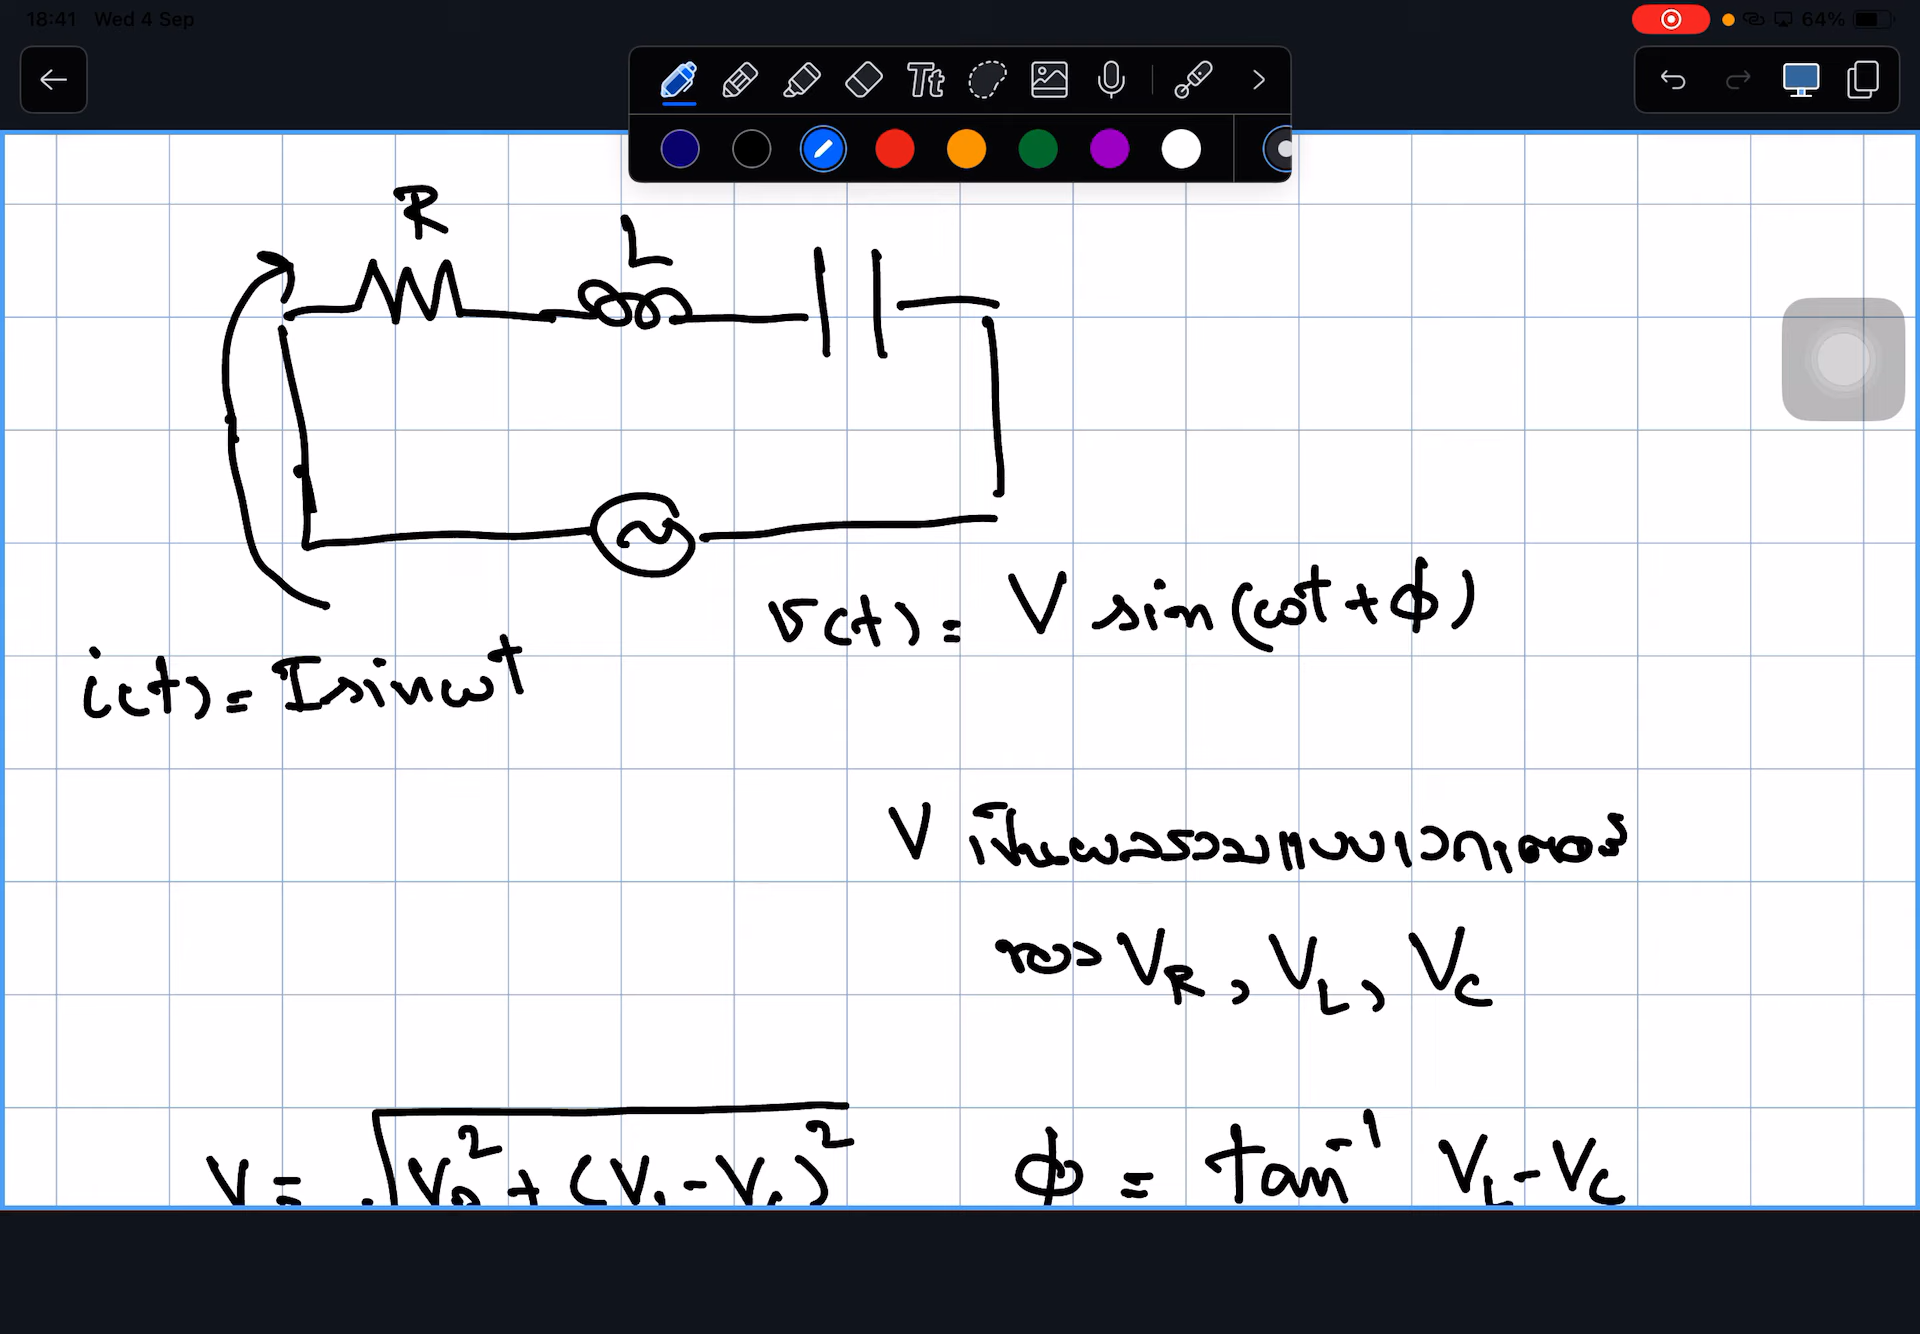 18:41 Wed 4 Sep
64%
Tt
R
L
v(t) = V sin(ωt + φ)
i(t) = I sin ωt
V เป็นผลรวมแบบเวกเตอร์
ของ V_R, V_L, V_C
V = √V_R² + (V_L - V_C)²
φ = tan⁻¹ V_L - V_C